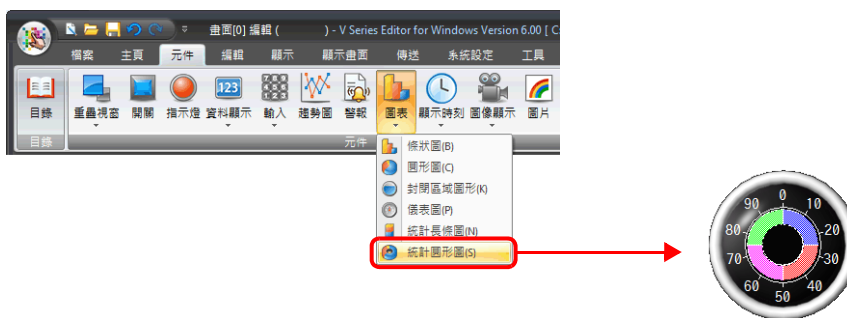 畫面[0] 編輯 ( ) - V Series Editor for Windows Version 6.00 [ C
檔案 主頁 元件 編輯 顯示 顯示畫面 傳送 系統設定 工具
目錄 重疊視窗 開關 指示燈 資料顯示 輸入 趨勢圖 警報 圖表 顯示時刻 圖像顯示 圖片
目錄 元件
條狀圖(B)
圓形圖(C)
封閉區域圖形(K)
儀表圖(P)
統計長條圖(N)
統計圓形圖(S)
0
90 10
80 20
70 30
60 40
50